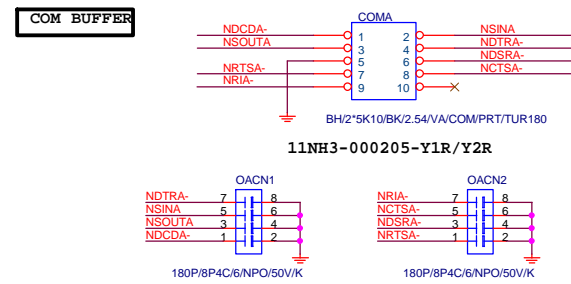 COM BUFFER
COMA
NDCDA- 1 2 NSINA
NSOUTA 3 4 NDTRA-
5 6 NDSRA-
NRTSA- 7 8 NCTSA-
NRIA- 9 10
BH/2*5K10/BK/2.54/VA/COM/PRT/TUR180
11NH3-000205-Y1R/Y2R
OACN1
NDTRA- 7 8
NSINA 5 6
NSOUTA 3 4
NDCDA- 1 2
180P/8P4C/6/NPO/50V/K
OACN2
NRIA- 7 8
NCTSA- 5 6
NDSRA- 3 4
NRTSA- 1 2
180P/8P4C/6/NPO/50V/K